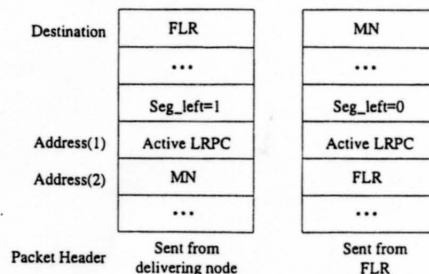 Destination FLR MN
... ...
Seg_left=1 Seg_left=0
Address(1) Active LRPC Active LRPC
Address(2) MN FLR
... ...
Packet Header Sent from delivering node Sent from FLR